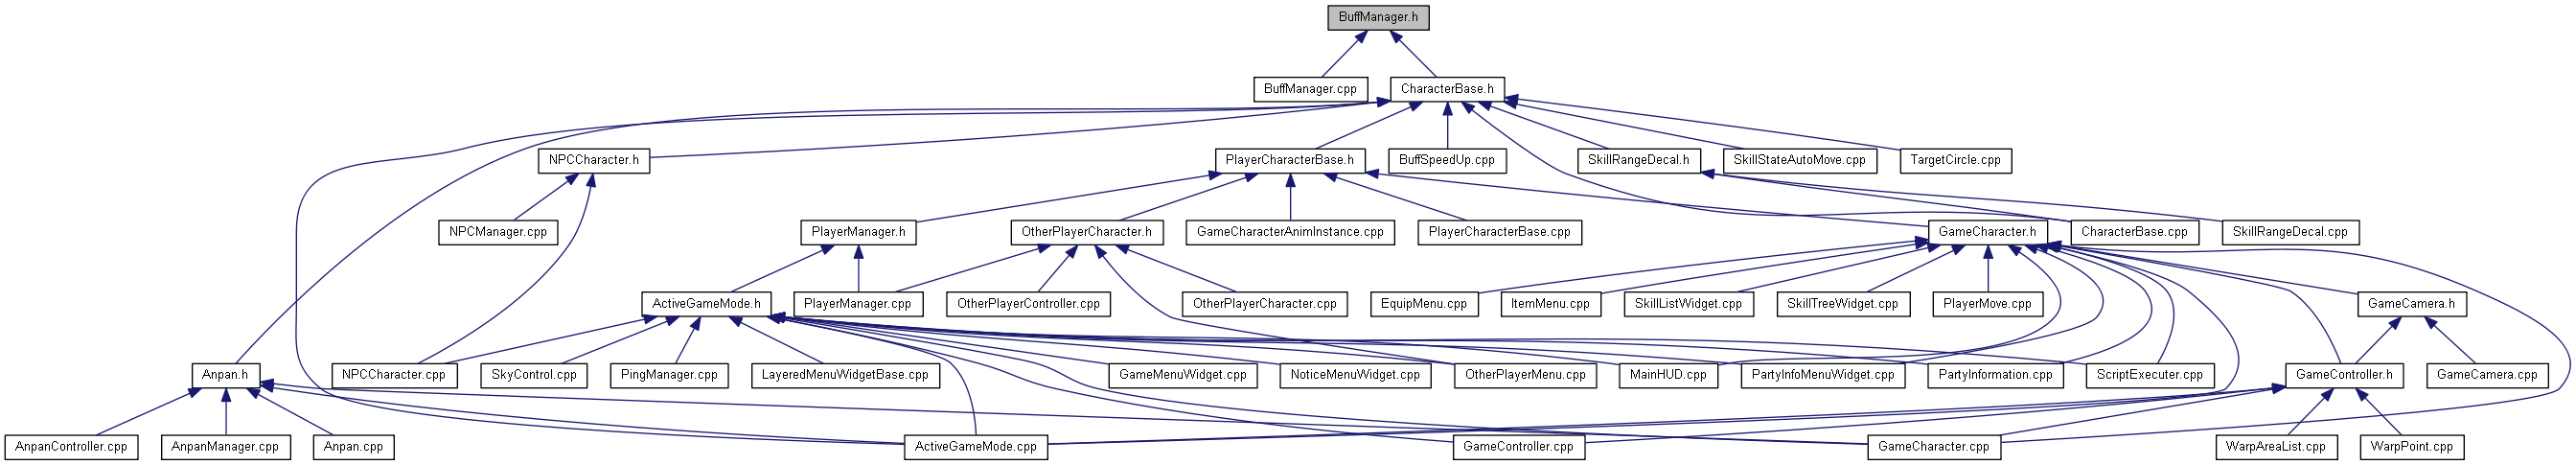 BuffManager.h
BuffManager.cpp
CharacterBase.h
NPCCharacter.h
PlayerCharacterBase.h
BuffSpeedUp.cpp
SkillRangeDecal.h
SkillStateAutoMove.cpp
TargetCircle.cpp
NPCManager.cpp
PlayerManager.h
OtherPlayerCharacter.h
GameCharacterAnimInstance.cpp
PlayerCharacterBase.cpp
GameCharacter.h
CharacterBase.cpp
SkillRangeDecal.cpp
ActiveGameMode.h
PlayerManager.cpp
OtherPlayerController.cpp
OtherPlayerCharacter.cpp
EquipMenu.cpp
ItemMenu.cpp
SkillListWidget.cpp
SkillTreeWidget.cpp
PlayerMove.cpp
GameCamera.h
Anpan.h
NPCCharacter.cpp
SkyControl.cpp
PingManager.cpp
LayeredMenuWidgetBase.cpp
GameMenuWidget.cpp
NoticeMenuWidget.cpp
OtherPlayerMenu.cpp
MainHUD.cpp
PartyInfoMenuWidget.cpp
PartyInformation.cpp
ScriptExecuter.cpp
GameController.h
GameCamera.cpp
AnpanController.cpp
AnpanManager.cpp
Anpan.cpp
ActiveGameMode.cpp
GameController.cpp
GameCharacter.cpp
WarpAreaList.cpp
WarpPoint.cpp